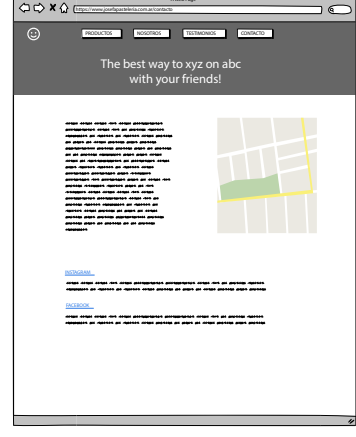 https://www.josefapasteleria.com.ar/contacto
PRODUCTOS
NOSOTROS
TESTIMONIOS
CONTACTO
The best way to xyz on abc
with your friends!
INSTAGRAM
FACEBOOK